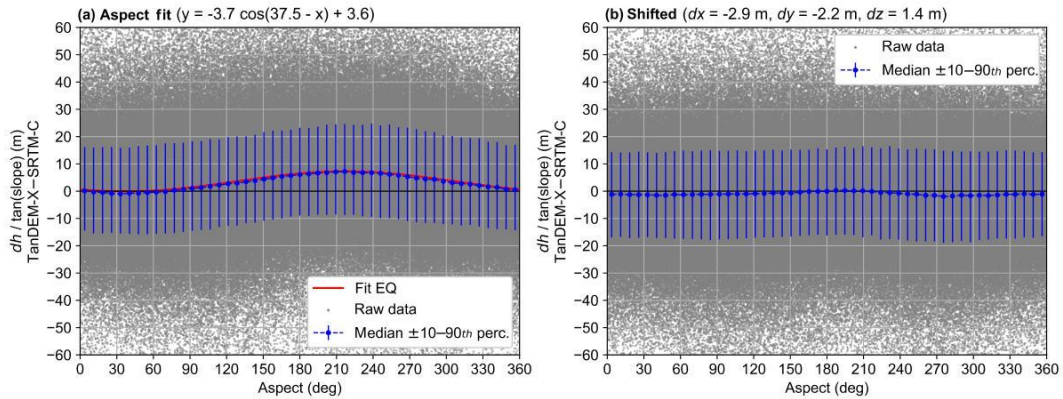 (a) Aspect fit (y = -3.7 cos(37.5 - x) + 3.6)
60
50
40
30
20
10
0
−10
−20
−30
−40
−50
−60
dh / tan(slope) (m)
TanDEM-X−SRTM-C
Fit EQ
Raw data
Median ±10−90th perc.
0 30 60 90 120 150 180 210 240 270 300 330 360
Aspect (deg)
(b) Shifted (dx = -2.9 m, dy = -2.2 m, dz = 1.4 m)
60
50
40
30
20
10
0
−10
−20
−30
−40
−50
−60
dh / tan(slope) (m)
TanDEM-X−SRTM-C
Raw data
Median ±10−90th perc.
0 30 60 90 120 150 180 210 240 270 300 330 360
Aspect (deg)